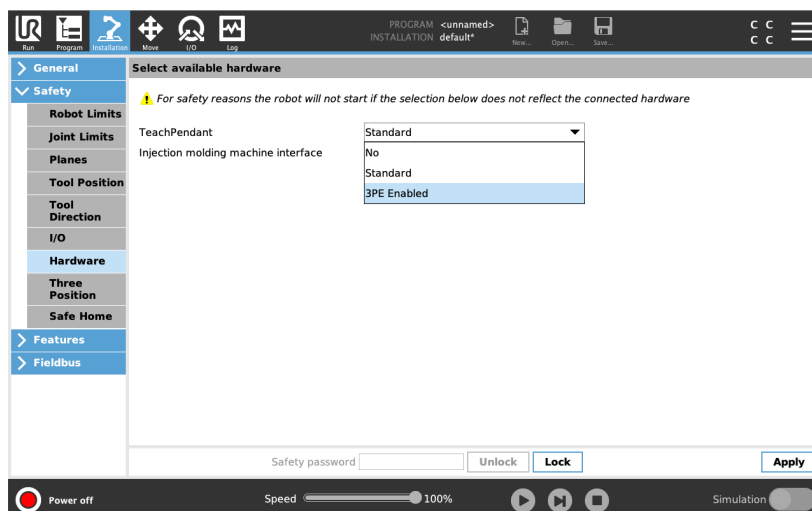 UR
PROGRAM <unnamed>
INSTALLATION default*
Run Program Installation Move I/O Log New... Open... Save...
C C
C C
General
Select available hardware
Safety
For safety reasons the robot will not start if the selection below does not reflect the connected hardware
Robot Limits
Joint Limits
TeachPendant Standard
Planes
Injection molding machine interface No
Standard
Tool Position
3PE Enabled
Tool
Direction
I/O
Hardware
Three
Position
Safe Home
Features
Fieldbus
Safety password Unlock Lock Apply
Power off Speed 100% Simulation